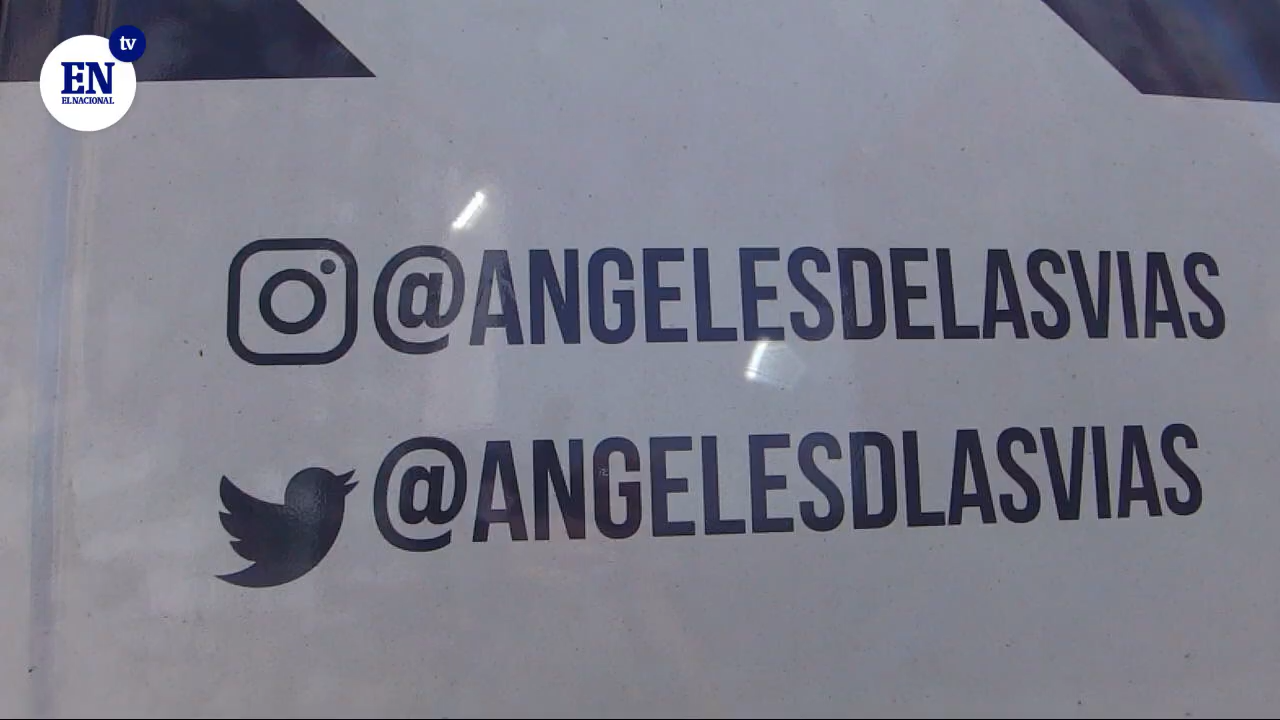 tv
EN
EL NACIONAL
@ANGELESDELASVIAS
@ANGELESDLASVIAS